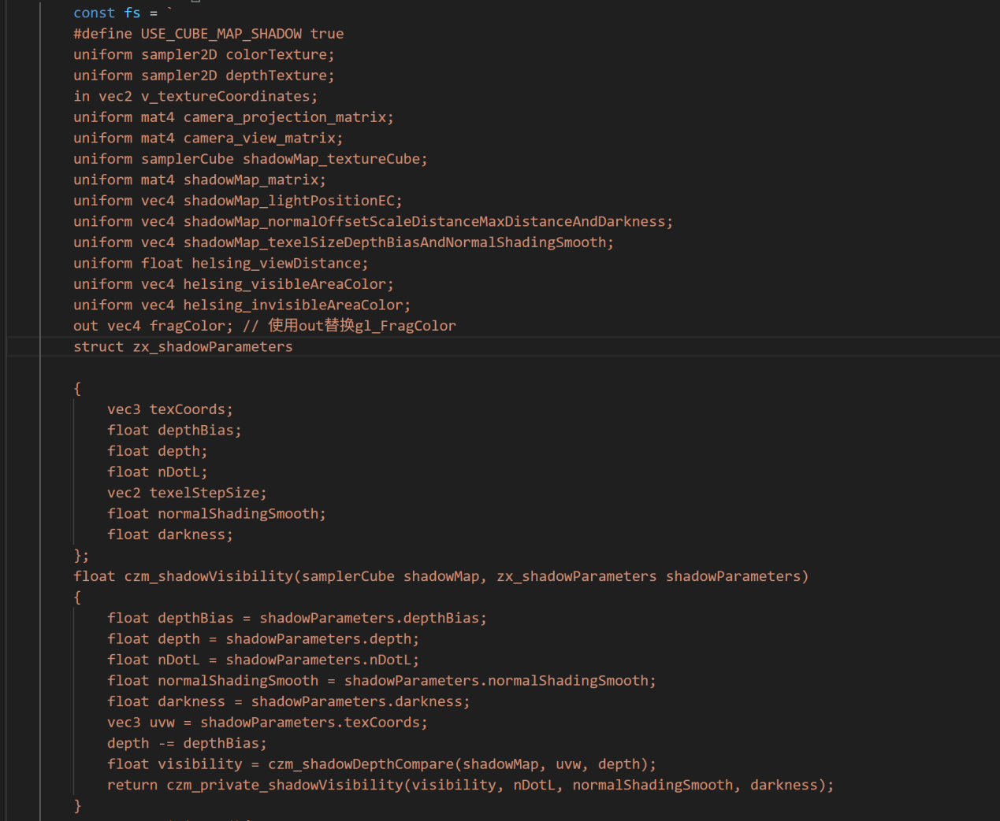 const fs = `
#define USE_CUBE_MAP_SHADOW true
uniform sampler2D colorTexture;
uniform sampler2D depthTexture;
in vec2 v_textureCoordinates;
uniform mat4 camera_projection_matrix;
uniform mat4 camera_view_matrix;
uniform samplerCube shadowMap_textureCube;
uniform mat4 shadowMap_matrix;
uniform vec4 shadowMap_lightPositionEC;
uniform vec4 shadowMap_normalOffsetScaleDistanceMaxDistanceAndDarkness;
uniform vec4 shadowMap_texelSizeDepthBiasAndNormalShadingSmooth;
uniform float helsing_viewDistance;
uniform vec4 helsing_visibleAreaColor;
uniform vec4 helsing_invisibleAreaColor;
out vec4 fragColor; // 使用out替换gl_FragColor
struct zx_shadowParameters
{
    vec3 texCoords;
    float depthBias;
    float depth;
    float nDotL;
    vec2 texelStepSize;
    float normalShadingSmooth;
    float darkness;
};
float czm_shadowVisibility(samplerCube shadowMap, zx_shadowParameters shadowParameters)
{
    float depthBias = shadowParameters.depthBias;
    float depth = shadowParameters.depth;
    float nDotL = shadowParameters.nDotL;
    float normalShadingSmooth = shadowParameters.normalShadingSmooth;
    float darkness = shadowParameters.darkness;
    vec3 uvw = shadowParameters.texCoords;
    depth -= depthBias;
    float visibility = czm_shadowDepthCompare(shadowMap, uvw, depth);
    return czm_private_shadowVisibility(visibility, nDotL, normalShadingSmooth, darkness);
}